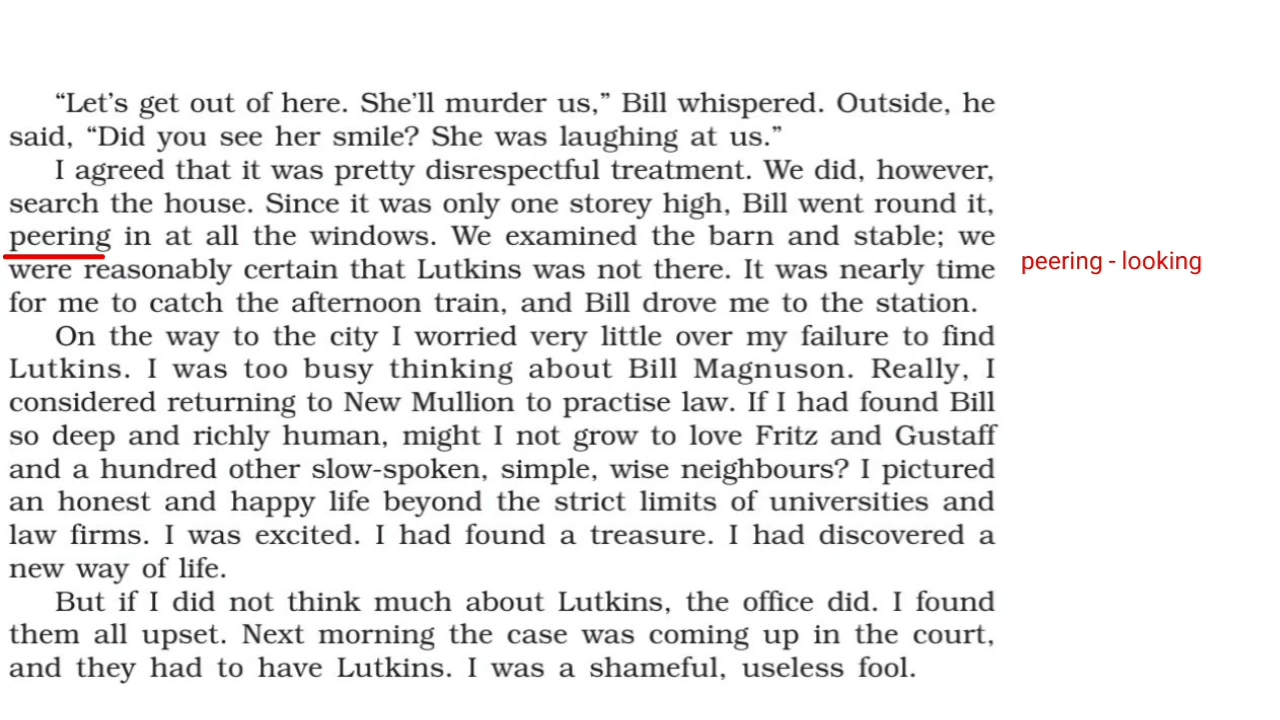 “Let’s get out of here. She’ll murder us,” Bill whispered. Outside, he
said, “Did you see her smile? She was laughing at us.”
I agreed that it was pretty disrespectful treatment. We did, however,
search the house. Since it was only one storey high, Bill went round it,
peering in at all the windows. We examined the barn and stable; we
were reasonably certain that Lutkins was not there. It was nearly time
for me to catch the afternoon train, and Bill drove me to the station.
peering - looking
On the way to the city I worried very little over my failure to find
Lutkins. I was too busy thinking about Bill Magnuson. Really, I
considered returning to New Mullion to practise law. If I had found Bill
so deep and richly human, might I not grow to love Fritz and Gustaff
and a hundred other slow-spoken, simple, wise neighbours? I pictured
an honest and happy life beyond the strict limits of universities and
law firms. I was excited. I had found a treasure. I had discovered a
new way of life.
But if I did not think much about Lutkins, the office did. I found
them all upset. Next morning the case was coming up in the court,
and they had to have Lutkins. I was a shameful, useless fool.